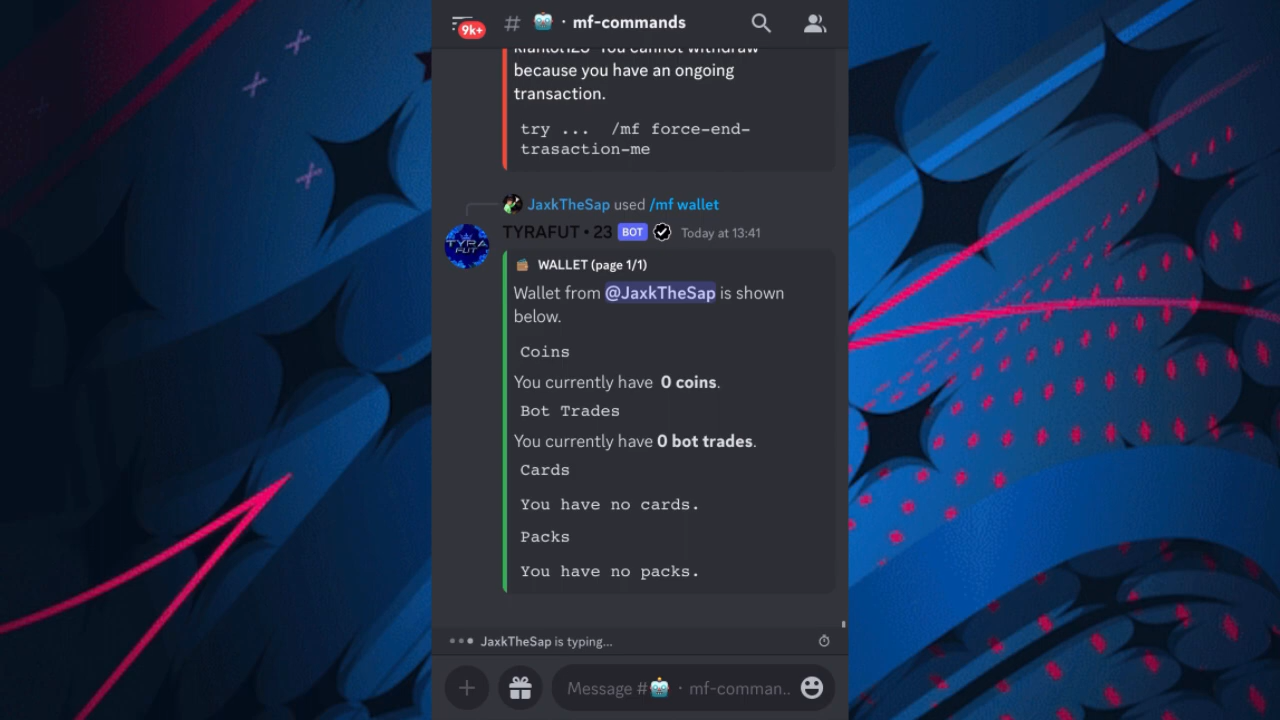 9k+
# 🤖 · mf-commands
You cannot withdraw
because you have an ongoing
transaction.
try ... /mf force-end-
trasaction-me
JaxkTheSap used /mf wallet
TYRA
FUT
TYRAFUT • 23 BOT Today at 13:41
WALLET (page 1/1)
Wallet from @JaxkTheSap is shown
below.
Coins
You currently have 0 coins.
Bot Trades
You currently have 0 bot trades.
Cards
You have no cards.
Packs
You have no packs.
JaxkTheSap is typing...
Message #🤖 · mf-comman..